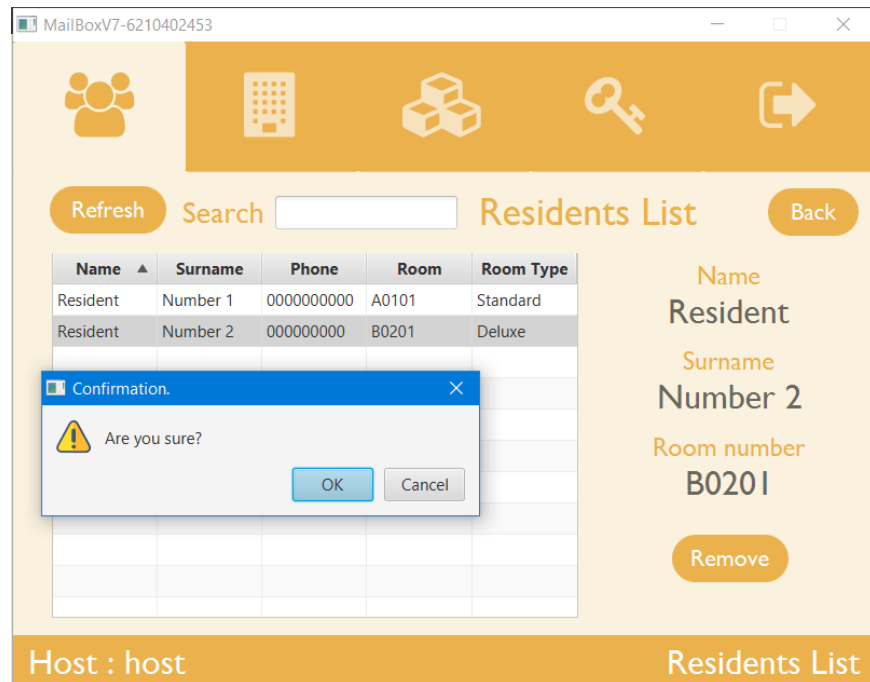 MailBoxV7-6210402453
Refresh Search Residents List Back
Name Surname Phone Room Room Type
Resident Number 1 0000000000 A0101 Standard
Resident Number 2 000000000 B0201 Deluxe
Name
Resident
Surname
Number 2
Room number
B0201
Remove
Confirmation.
Are you sure?
OK Cancel
Host : host Residents List